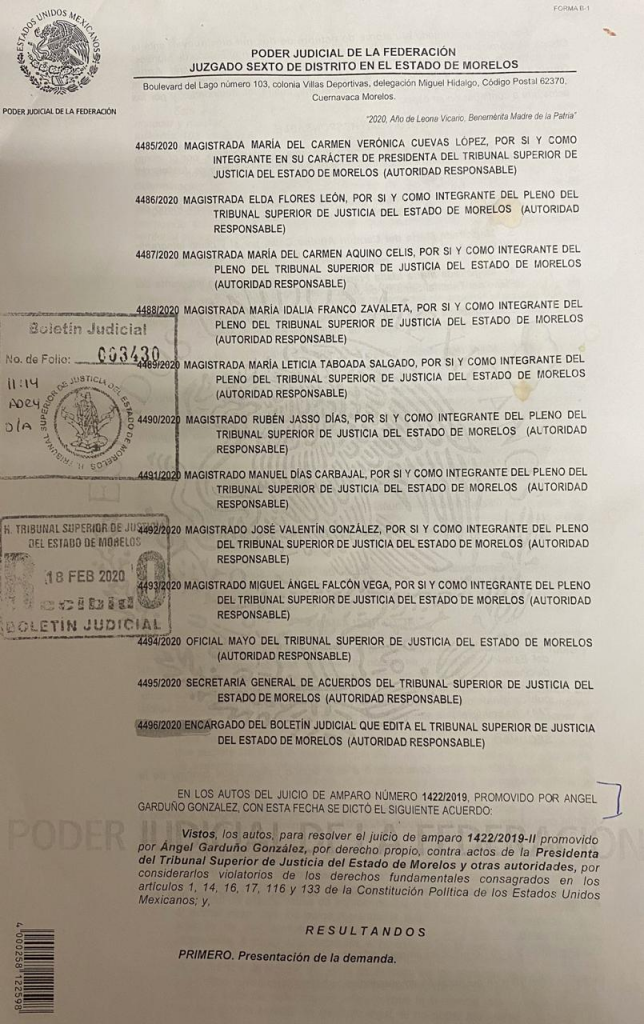 FORMA B-1
ESTADOS UNIDOS MEXICANOS
PODER JUDICIAL DE LA FEDERACIÓN
PODER JUDICIAL DE LA FEDERACIÓN
JUZGADO SEXTO DE DISTRITO EN EL ESTADO DE MORELOS
Boulevard del Lago número 103, colonia Villas Deportivas, delegación Miguel Hidalgo, Código Postal 62370,
Cuernavaca Morelos.
"2020, Año de Leona Vicario, Benemérita Madre de la Patria"
4485/2020 MAGISTRADA MARÍA DEL CARMEN VERÓNICA CUEVAS LÓPEZ, POR SI Y COMO
INTEGRANTE EN SU CARÁCTER DE PRESIDENTA DEL TRIBUNAL SUPERIOR DE
JUSTICIA DEL ESTADO DE MORELOS (AUTORIDAD RESPONSABLE)
4486/2020 MAGISTRADA ELDA FLORES LEÓN, POR SI Y COMO INTEGRANTE DEL PLENO DEL
TRIBUNAL SUPERIOR DE JUSTICIA DEL ESTADO DE MORELOS (AUTORIDAD
RESPONSABLE)
4487/2020 MAGISTRADA MARÍA DEL CARMEN AQUINO CELIS, POR SI Y COMO INTEGRANTE DEL
PLENO DEL TRIBUNAL SUPERIOR DE JUSTICIA DEL ESTADO DE MORELOS
(AUTORIDAD RESPONSABLE)
4488/2020 MAGISTRADA MARÍA IDALIA FRANCO ZAVALETA, POR SI Y COMO INTEGRANTE DEL
PLENO DEL TRIBUNAL SUPERIOR DE JUSTICIA DEL ESTADO DE MORELOS
(AUTORIDAD RESPONSABLE)
4489/2020 MAGISTRADA MARÍA LETICIA TABOADA SALGADO, POR SI Y COMO INTEGRANTE DEL
PLENO DEL TRIBUNAL SUPERIOR DE JUSTICIA DEL ESTADO DE MORELOS
(AUTORIDAD RESPONSABLE)
4490/2020 MAGISTRADO RUBÉN JASSO DÍAS, POR SI Y COMO INTEGRANTE DEL PLENO DEL
TRIBUNAL SUPERIOR DE JUSTICIA DEL ESTADO DE MORELOS (AUTORIDAD
RESPONSABLE)
4491/2020 MAGISTRADO MANUEL DÍAS CARBAJAL, POR SI Y COMO INTEGRANTE DEL PLENO DEL
TRIBUNAL SUPERIOR DE JUSTICIA DEL ESTADO DE MORELOS (AUTORIDAD
RESPONSABLE)
4492/2020 MAGISTRADO JOSÉ VALENTÍN GONZÁLEZ, POR SI Y COMO INTEGRANTE DEL PLENO
DEL TRIBUNAL SUPERIOR DE JUSTICIA DEL ESTADO DE MORELOS (AUTORIDAD
RESPONSABLE)
4493/2020 MAGISTRADO MIGUEL ÁNGEL FALCÓN VEGA, POR SI Y COMO INTEGRANTE DEL PLENO
DEL TRIBUNAL SUPERIOR DE JUSTICIA DEL ESTADO DE MORELOS (AUTORIDAD
RESPONSABLE)
4494/2020 OFICIAL MAYO DEL TRIBUNAL SUPERIOR DE JUSTICIA DEL ESTADO DE MORELOS
(AUTORIDAD RESPONSABLE)
4495/2020 SECRETARÍA GENERAL DE ACUERDOS DEL TRIBUNAL SUPERIOR DE JUSTICIA DEL
ESTADO DE MORELOS (AUTORIDAD RESPONSABLE)
4496/2020 ENCARGADO DEL BOLETÍN JUDICIAL QUE EDITA EL TRIBUNAL SUPERIOR DE JUSTICIA
DEL ESTADO DE MORELOS (AUTORIDAD RESPONSABLE)
Boletín Judicial
No. de Folio: 003430
11:14
D/A
H. TRIBUNAL SUPERIOR DE JUSTICIA DEL ESTADO DE MORELOS
H. TRIBUNAL SUPERIOR DE JUSTICIA
DEL ESTADO DE MORELOS
18 FEB 2020
Recibido
BOLETIN JUDICIAL
EN LOS AUTOS DEL JUICIO DE AMPARO NÚMERO 1422/2019, PROMOVIDO POR ANGEL
GARDUÑO GONZALEZ, CON ESTA FECHA SE DICTÓ EL SIGUIENTE ACUERDO:
Vistos, los autos, para resolver el juicio de amparo 1422/2019-II promovido
por Ángel Garduño González, por derecho propio, contra actos de la Presidenta
del Tribunal Superior de Justicia del Estado de Morelos y otras autoridades, por
considerarlos violatorios de los derechos fundamentales consagrados en los
artículos 1, 14, 16, 17, 116 y 133 de la Constitución Política de los Estados Unidos
Mexicanos; y,
RESULTANDOS
PRIMERO. Presentación de la demanda.
4000258122598